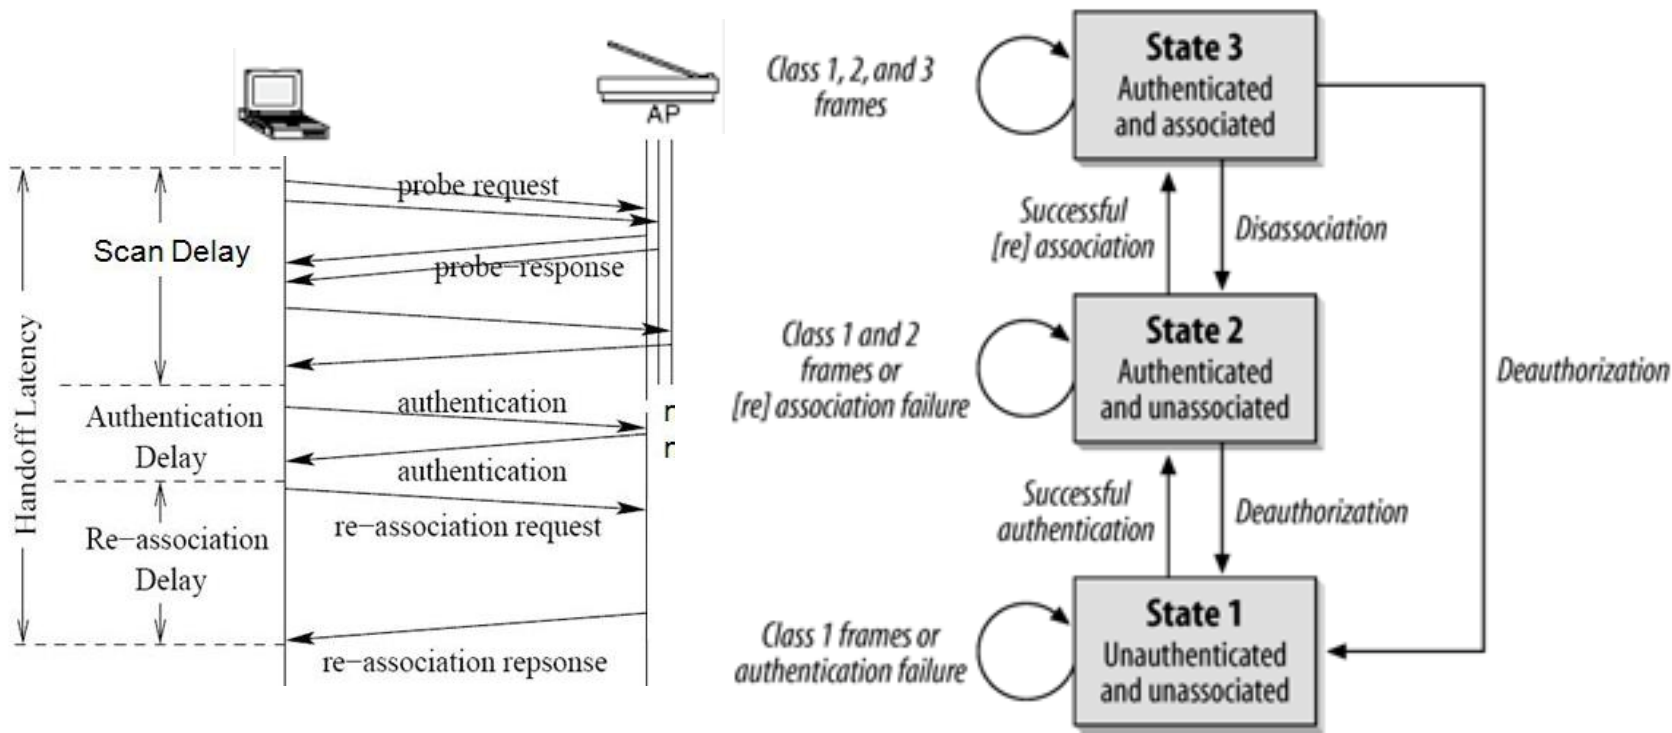 AP
probe request
Scan Delay
probe-response
Handoff Latency
authentication
Authentication
Delay
authentication
re-association request
Re-association
Delay
re-association repsonse
State 3
Authenticated
and associated
Class 1, 2, and 3
frames
Successful
[re] association
Disassociation
State 2
Authenticated
and unassociated
Class 1 and 2
frames or
[re] association failure
Deauthorization
Successful
authentication
Deauthorization
State 1
Unauthenticated
and unassociated
Class 1 frames or
authentication failure